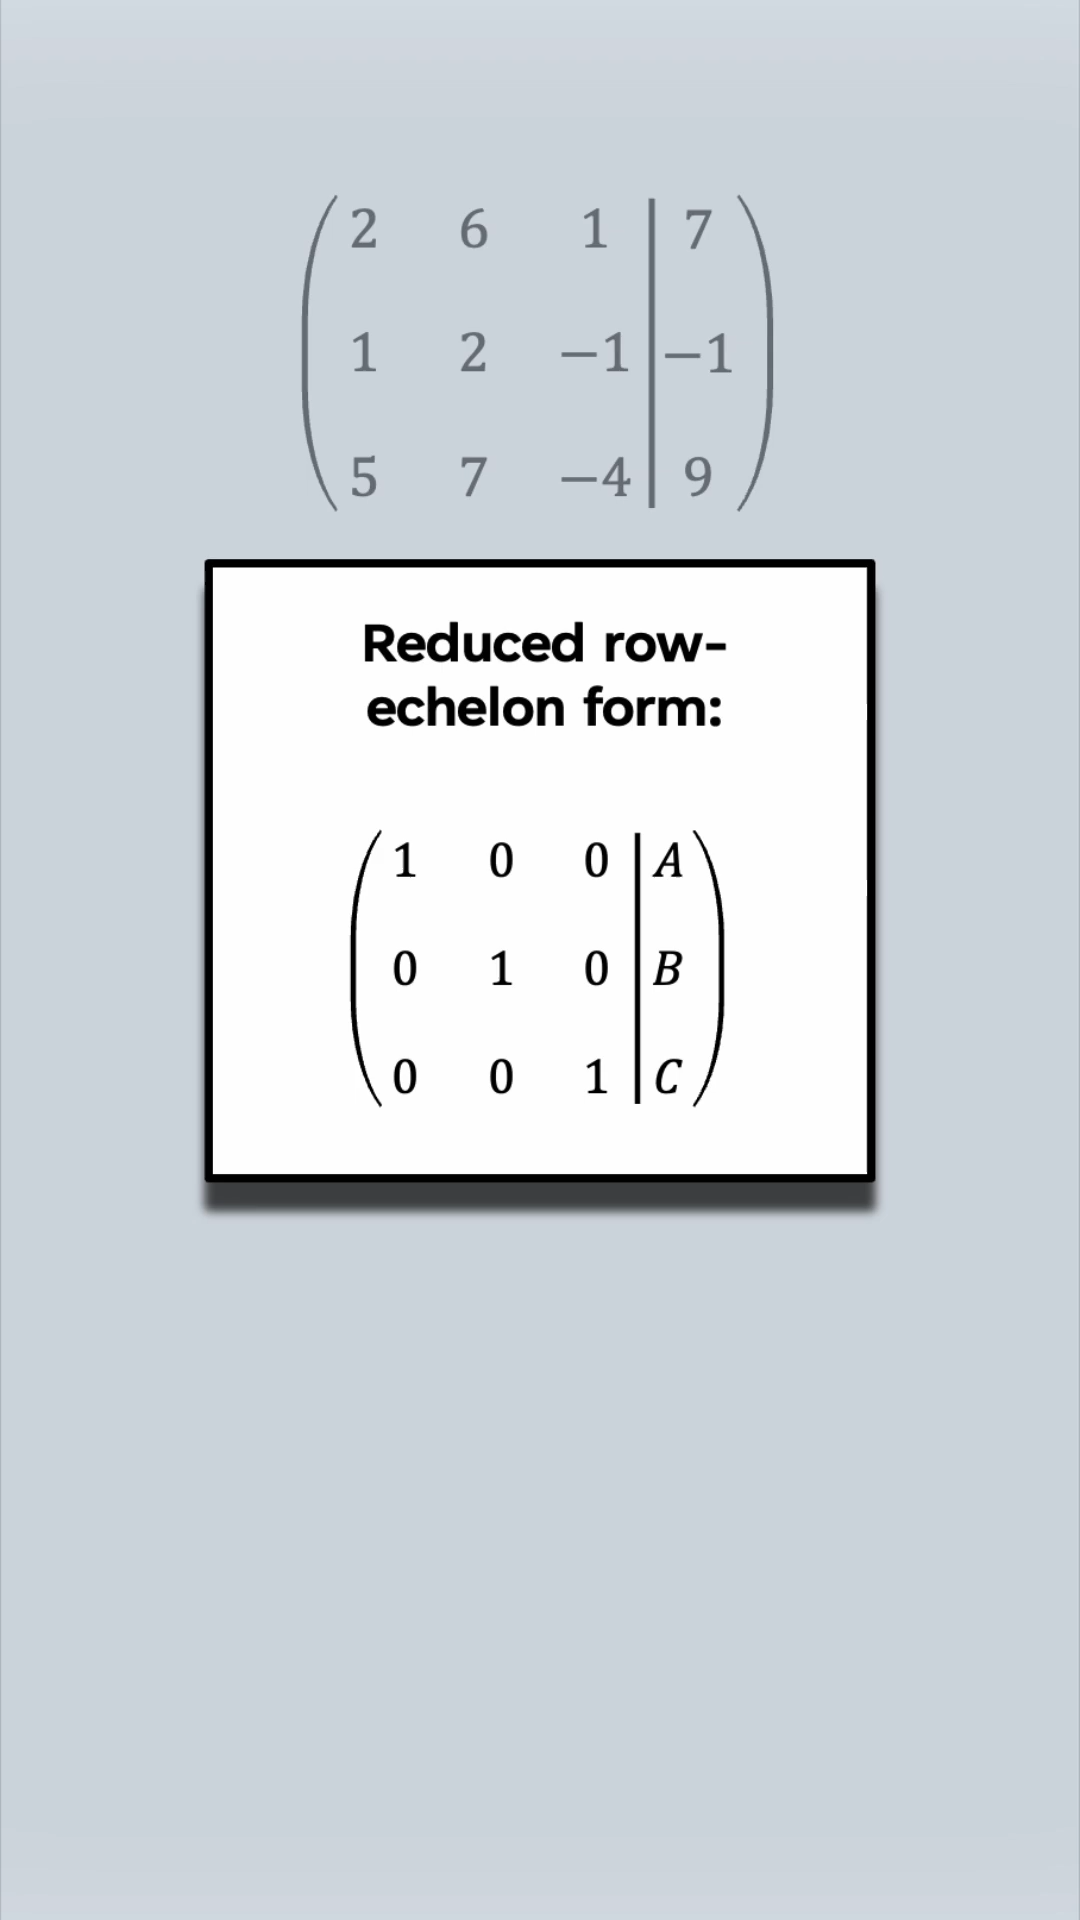 2 6 1 | 7
1 2 −1 | −1
5 7 −4 | 9
Reduced row-
echelon form:
1 0 0 | A
0 1 0 | B
0 0 1 | C